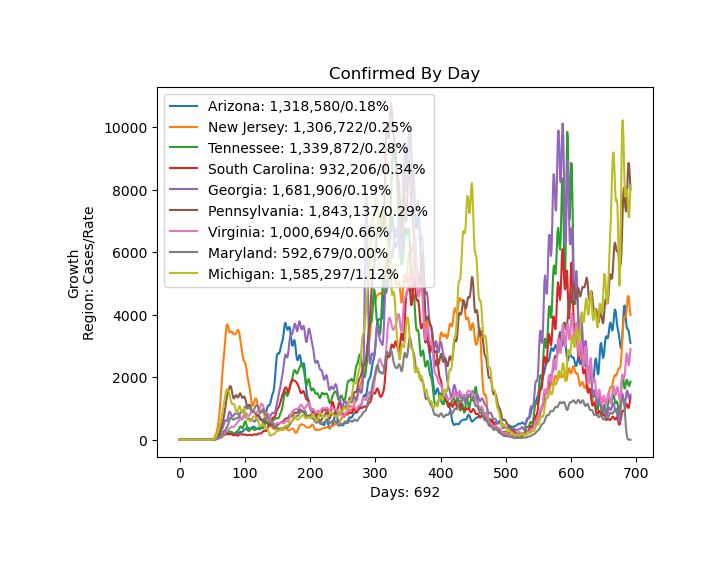 Confirmed By Day
Arizona: 1,318,580/0.18%
New Jersey: 1,306,722/0.25%
Tennessee: 1,339,872/0.28%
South Carolina: 932,206/0.34%
Georgia: 1,681,906/0.19%
Pennsylvania: 1,843,137/0.29%
Virginia: 1,000,694/0.66%
Maryland: 592,679/0.00%
Michigan: 1,585,297/1.12%
10000
8000
6000
4000
2000
0
Growth
Region: Cases/Rate
0 100 200 300 400 500 600 700
Days: 692